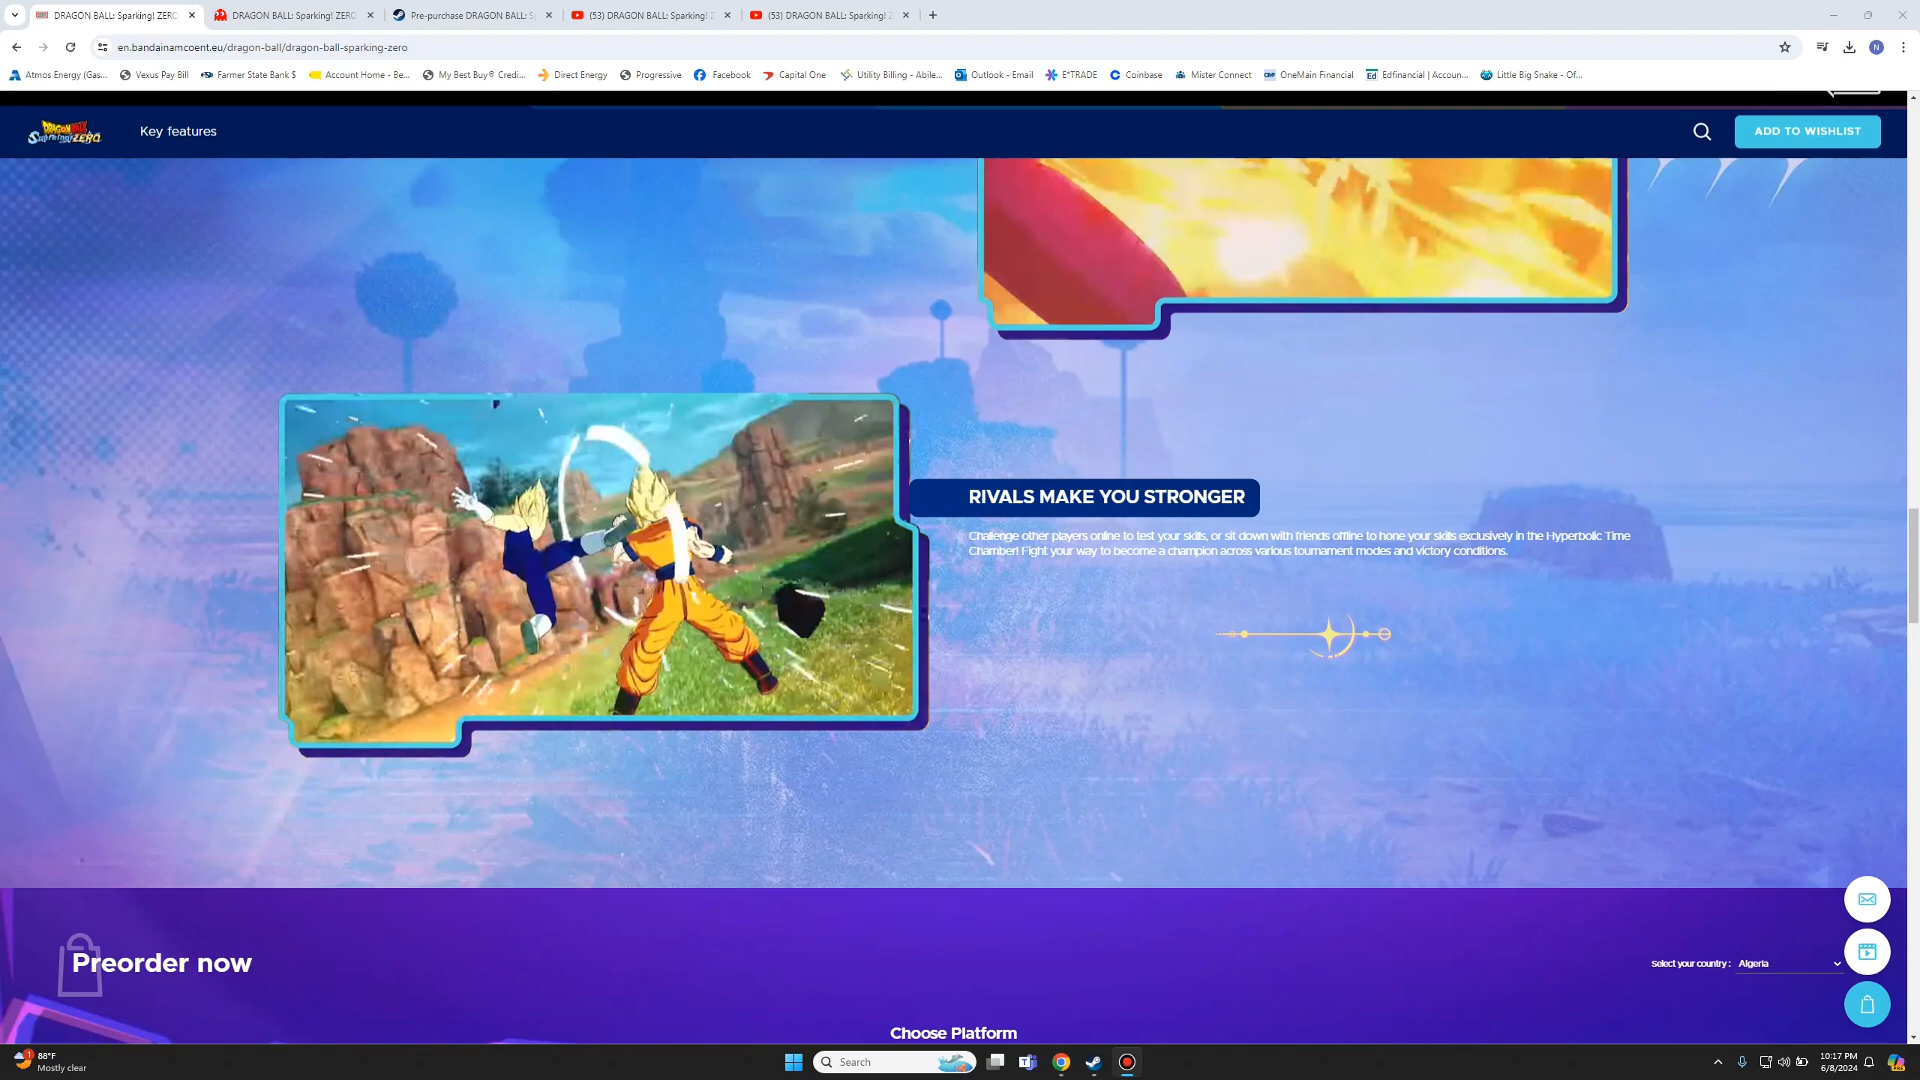 DRAGON BALL: Sparking! ZERO
DRAGON BALL: Sparking! ZERO
Pre-purchase DRAGON BALL: S
(53) DRAGON BALL: Sparking! Z
(53) DRAGON BALL: Sparking! Z
en.bandainamcoent.eu/dragon-ball/dragon-ball-sparking-zero
N
Atmos Energy (Gas...
Vexus Pay Bill
Farmer State Bank $
Account Home - Be...
My Best Buy® Credi...
Direct Energy
Progressive
Facebook
Capital One
Utility Billing - Abile...
Outlook - Email
E*TRADE
Coinbase
Mister Connect
OneMain Financial
Edfinancial | Accoun...
Little Big Snake - Of...
DRAGON BALL
Sparking! ZERO
Key features
ADD TO WISHLIST
RIVALS MAKE YOU STRONGER
Challenge other players online to test your skills, or sit down with friends offline to hone your skills exclusively in the Hyperbolic Time
Chamber! Fight your way to become a champion across various tournament modes and victory conditions.
Preorder now
Select your country :
Algeria
Choose Platform
1
88°F
Mostly clear
Search
10:17 PM
6/8/2024